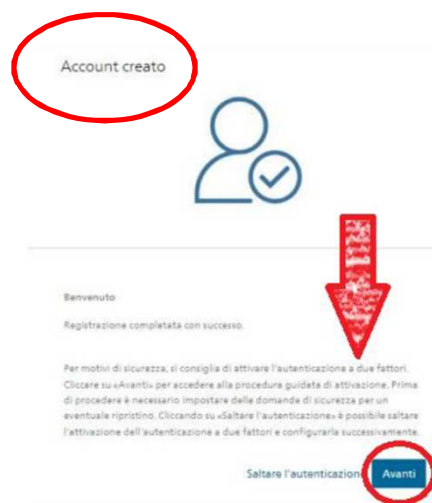 Account creato
Benvenuto
Registrazione completata con successo.
Per motivi di sicurezza, si consiglia di attivare l'autenticazione a due fattori.
Cliccare su «Avanti» per accedere alla procedura guidata di attivazione. Prima
di procedere è necessario impostare delle domande di sicurezza per un
eventuale ripristino. Cliccando su «Saltare l'autenticazione» è possibile saltare
l'attivazione dell'autenticazione a due fattori e configurarla successivamente.
Saltare l'autenticazione Avanti